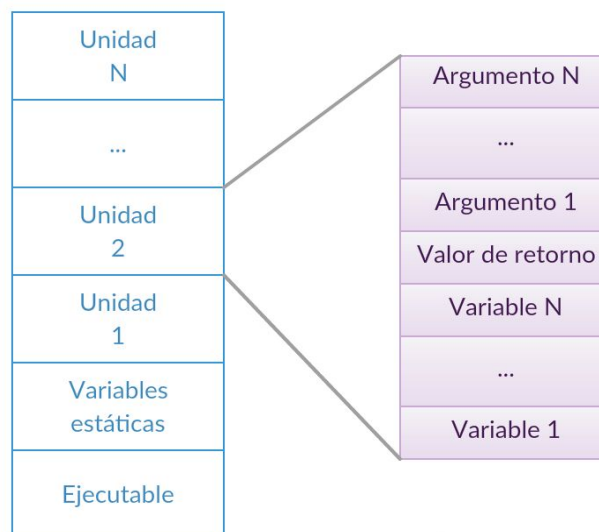 Unidad
N
...
Unidad
2
Unidad
1
Variables
estáticas
Ejecutable
Argumento N
...
Argumento 1
Valor de retorno
Variable N
...
Variable 1